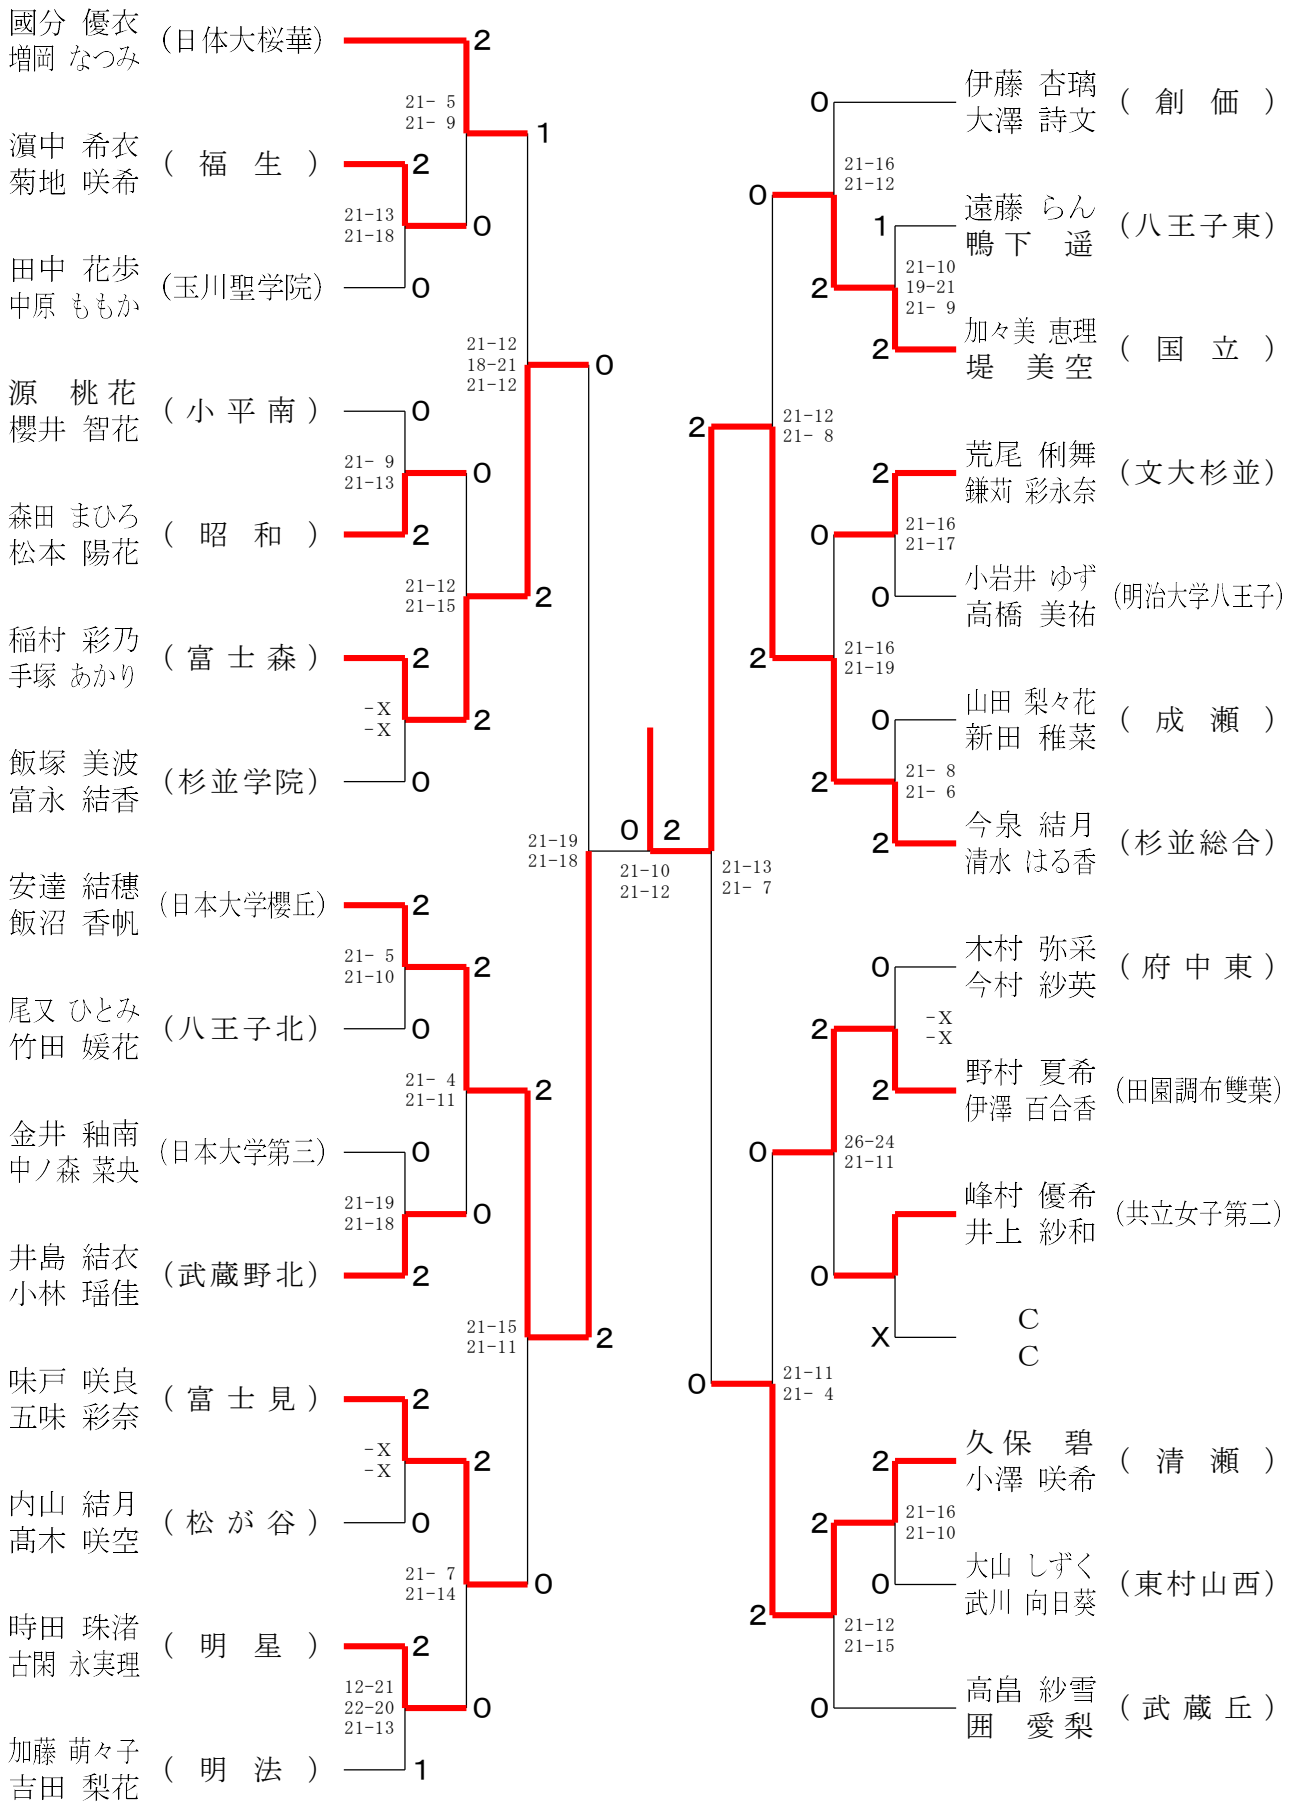 國分 優衣
増岡 なつみ
(日体大桜華)
2
21- 5
21- 9
1
濵中 希衣
菊地 咲希
( 福 生 )
2
21-13
21-18
0
田中 花歩
中原 ももか
(玉川聖学院)
0
21-12
18-21
21-12
0
源 桃花
櫻井 智花
( 小 平 南 )
0
21- 9
21-13
0
森田 まひろ
松本 陽花
( 昭 和 )
2
21-12
21-15
2
稲村 彩乃
手塚 あかり
( 富 士 森 )
2
-X
-X
2
飯塚 美波
富永 結香
(杉並学院)
0
21-19
21-18
0 2
21-10
21-12
安達 結穂
飯沼 香帆
(日本大学櫻丘)
2
21- 5
21-10
2
尾又 ひとみ
竹田 媛花
(八王子北)
0
21- 4
21-11
2
金井 釉南
中ノ森 菜央
(日本大学第三)
0
21-19
21-18
0
井島 結衣
小林 瑶佳
(武蔵野北)
2
21-15
21-11
2
味戸 咲良
五味 彩奈
( 富 士 見 )
2
-X
-X
2
内山 結月
髙木 咲空
( 松 が 谷 )
0
21- 7
21-14
0
時田 珠渚
古閑 永実理
( 明 星 )
2
12-21
22-20
21-13
0
加藤 萌々子
吉田 梨花
( 明 法 )
1
0
伊藤 杏璃
大澤 詩文
( 創 価 )
21-16
21-12
0
1
遠藤 らん
鴨下 遥
(八王子東)
21-10
19-21
21- 9
2
2
加々美 恵理
堤 美空
( 国 立 )
21-12
21- 8
2
2
荒尾 俐舞
鎌苅 彩永奈
(文大杉並)
21-16
21-17
0
0
小岩井 ゆず
高橋 美祐
(明治大学八王子)
21-16
21-19
2
0
山田 梨々花
新田 稚菜
( 成 瀬 )
21- 8
21- 6
2
2
今泉 結月
清水 はる香
(杉並総合)
21-13
21- 7
0
木村 弥采
今村 紗英
( 府 中 東 )
-X
-X
2
2
野村 夏希
伊澤 百合香
(田園調布雙葉)
26-24
21-11
0
峰村 優希
井上 紗和
(共立女子第二)
0
X
C
C
21-11
21- 4
0
2
久保 碧
小澤 咲希
( 清 瀬 )
21-16
21-10
2
0
大山 しずく
武川 向日葵
(東村山西)
21-12
21-15
2
0
高畠 紗雪
囲 愛梨
( 武 蔵 丘 )